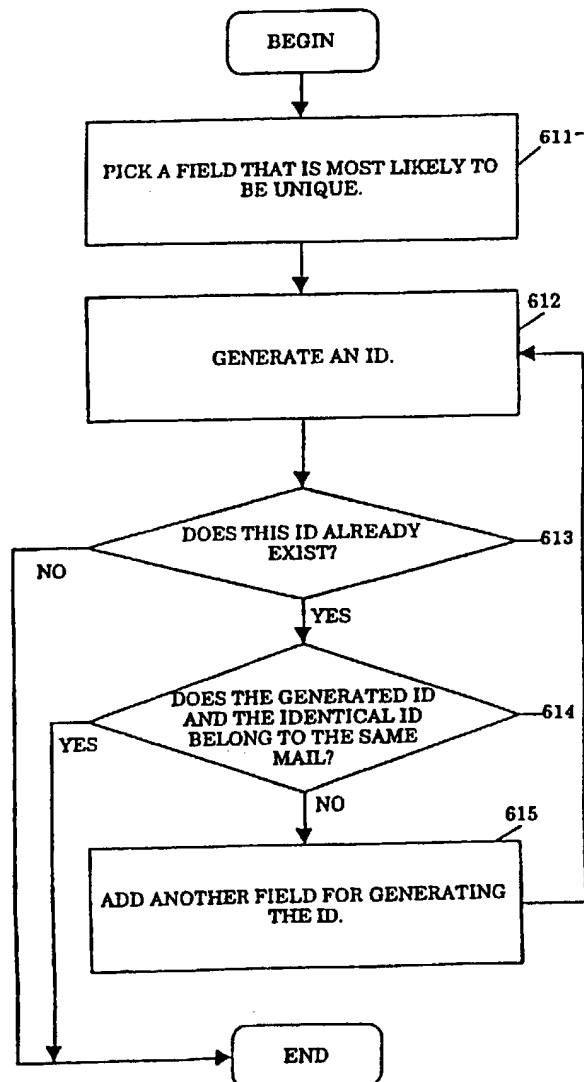 BEGIN
611
PICK A FIELD THAT IS MOST LIKELY TO
BE UNIQUE.
612
GENERATE AN ID.
DOES THIS ID ALREADY
EXIST?
613
NO
YES
DOES THE GENERATED ID
AND THE IDENTICAL ID
BELONG TO THE SAME
MAIL?
614
YES
NO
615
ADD ANOTHER FIELD FOR GENERATING
THE ID.
END